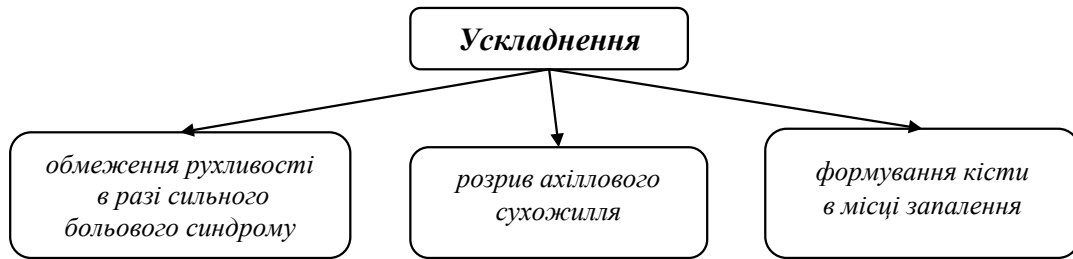 Ускладнення
обмеження рухливості
в разі сильного
больового синдрому
розрив ахіллового
сухожилля
формування кісти
в місці запалення